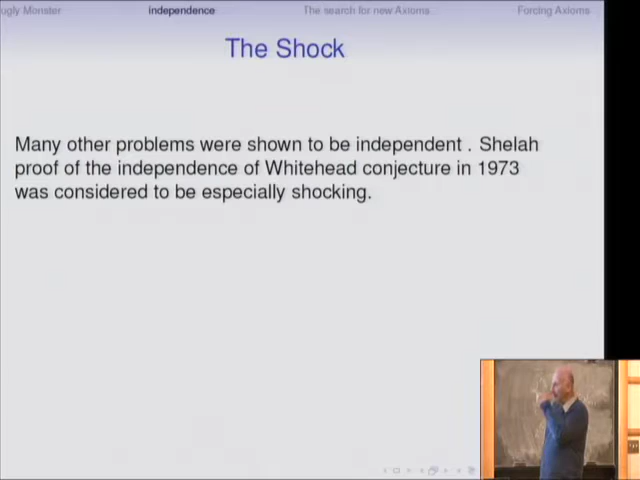 ugly Monster independence The search for new Axioms Forcing Axioms
The Shock
Many other problems were shown to be independent . Shelah
proof of the independence of Whitehead conjecture in 1973
was considered to be especially shocking.